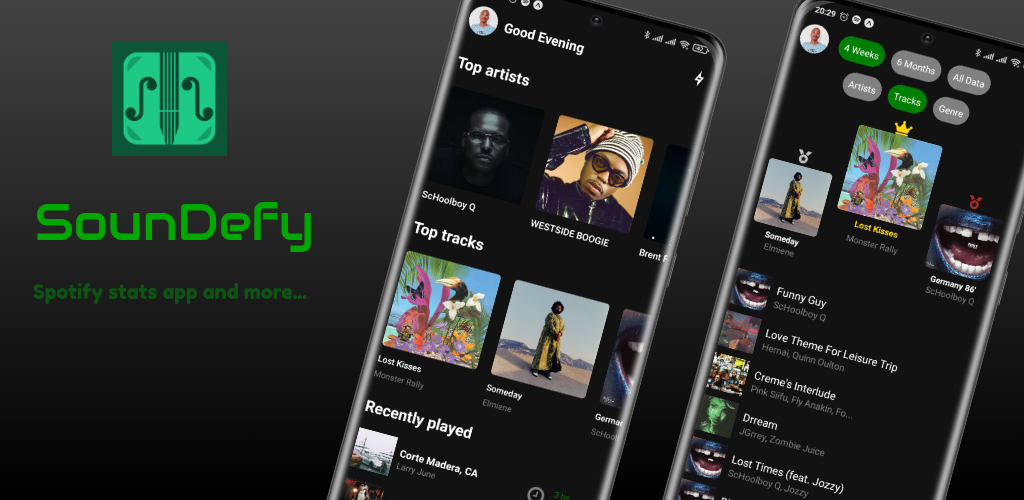 SounDefy
Spotify stats app and more...
Good Evening
Top artists
ScHoolboy Q
WESTSIDE BOOGIE
Brent F
Top tracks
Lost Kisses
Monster Rally
Someday
Elmiene
German
ScHool
Recently played
Corte Madera, CA
Larry June
20:29
4 Weeks
6 Months
All Data
Artists
Tracks
Genre
Someday
Elmiene
Lost Kisses
Monster Rally
Germany 86'
ScHoolboy Q
Funny Guy
ScHoolboy Q
Love Theme For Leisure Trip
Hemai, Quinn Oulton
Creme's Interlude
Pink Siifu, Fly Anakin, Fo...
Drream
JGrrey, Zombie Juice
Lost Times (feat. Jozzy)
ScHoolboy Q, Jozzy